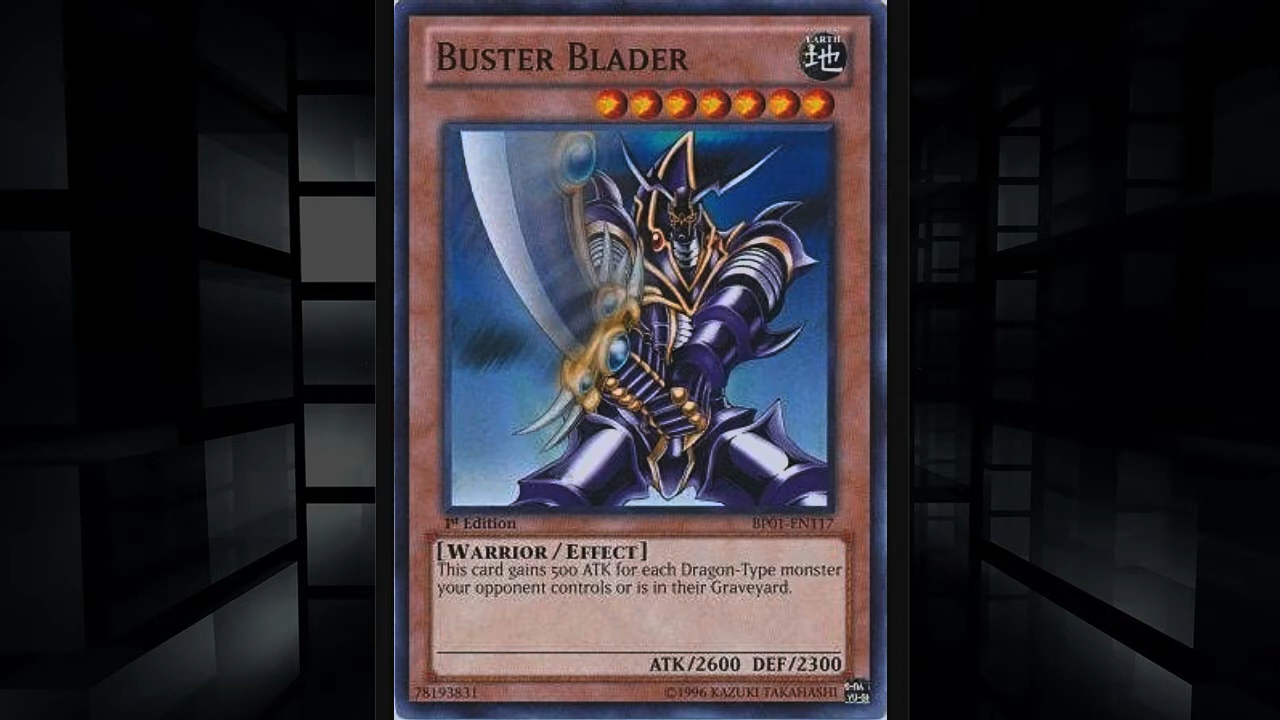 BUSTER BLADER
EARTH
地
1st Edition
BP01-EN117
[WARRIOR/EFFECT]
This card gains 500 ATK for each Dragon-Type monster
your opponent controls or is in their Graveyard.
ATK/2600 DEF/2300
78193831
©1996 KAZUKI TAKAHASHI